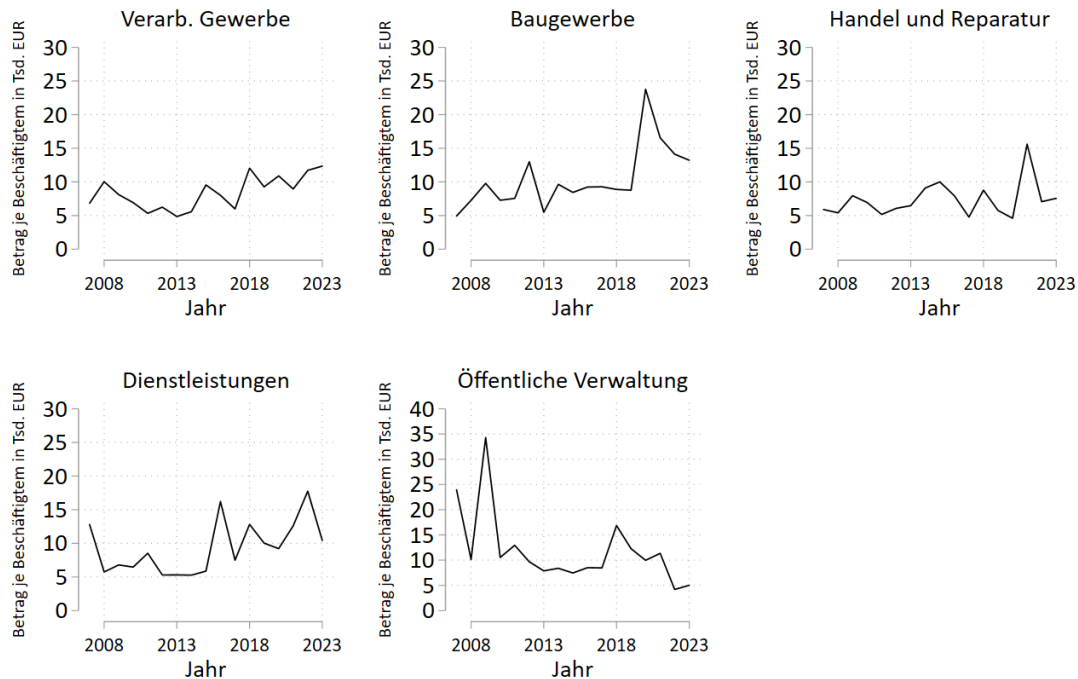 Verarb. Gewerbe
Betrag je Beschäftigtem in Tsd. EUR
30
25
20
15
10
5
0
2008 2013 2018 2023
Jahr
Baugewerbe
Betrag je Beschäftigtem in Tsd. EUR
30
25
20
15
10
5
0
2008 2013 2018 2023
Jahr
Handel und Reparatur
Betrag je Beschäftigtem in Tsd. EUR
30
25
20
15
10
5
0
2008 2013 2018 2023
Jahr
Dienstleistungen
Betrag je Beschäftigtem in Tsd. EUR
30
25
20
15
10
5
0
2008 2013 2018 2023
Jahr
Öffentliche Verwaltung
Betrag je Beschäftigtem in Tsd. EUR
40
35
30
25
20
15
10
5
0
2008 2013 2018 2023
Jahr